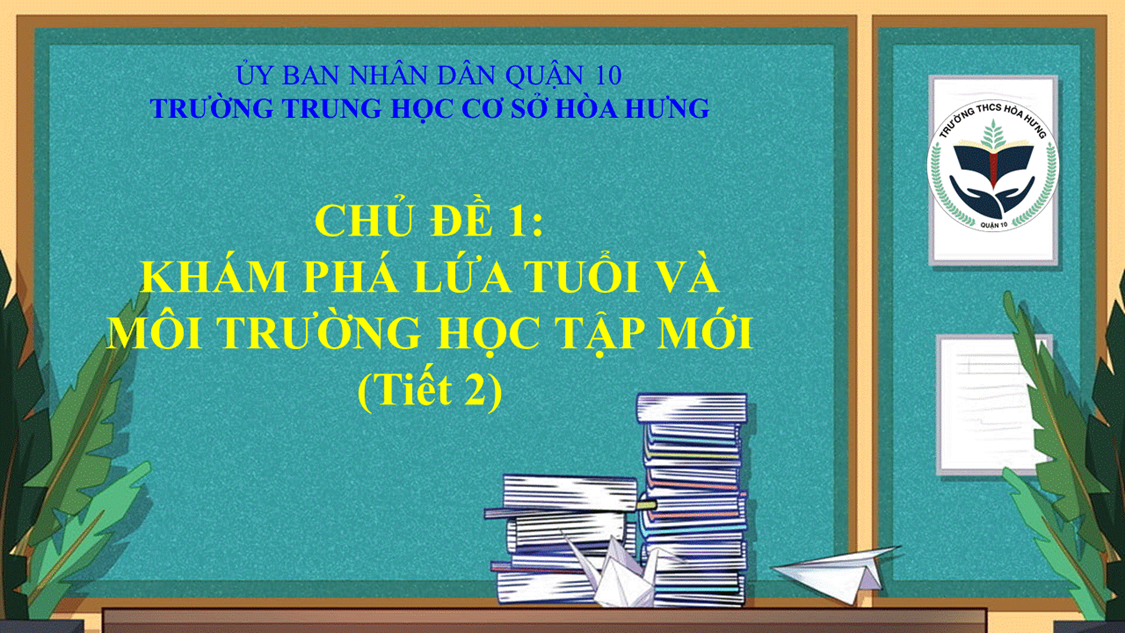 ỦY BAN NHÂN DÂN QUẬN 10
TRƯỜNG TRUNG HỌC CƠ SỞ HÒA HƯNG
TRƯỜNG THCS HÒA HƯNG
QUẬN 10
CHỦ ĐỀ 1:
KHÁM PHÁ LỨA TUỔI VÀ
MÔI TRƯỜNG HỌC TẬP MỚI
(Tiết 2)